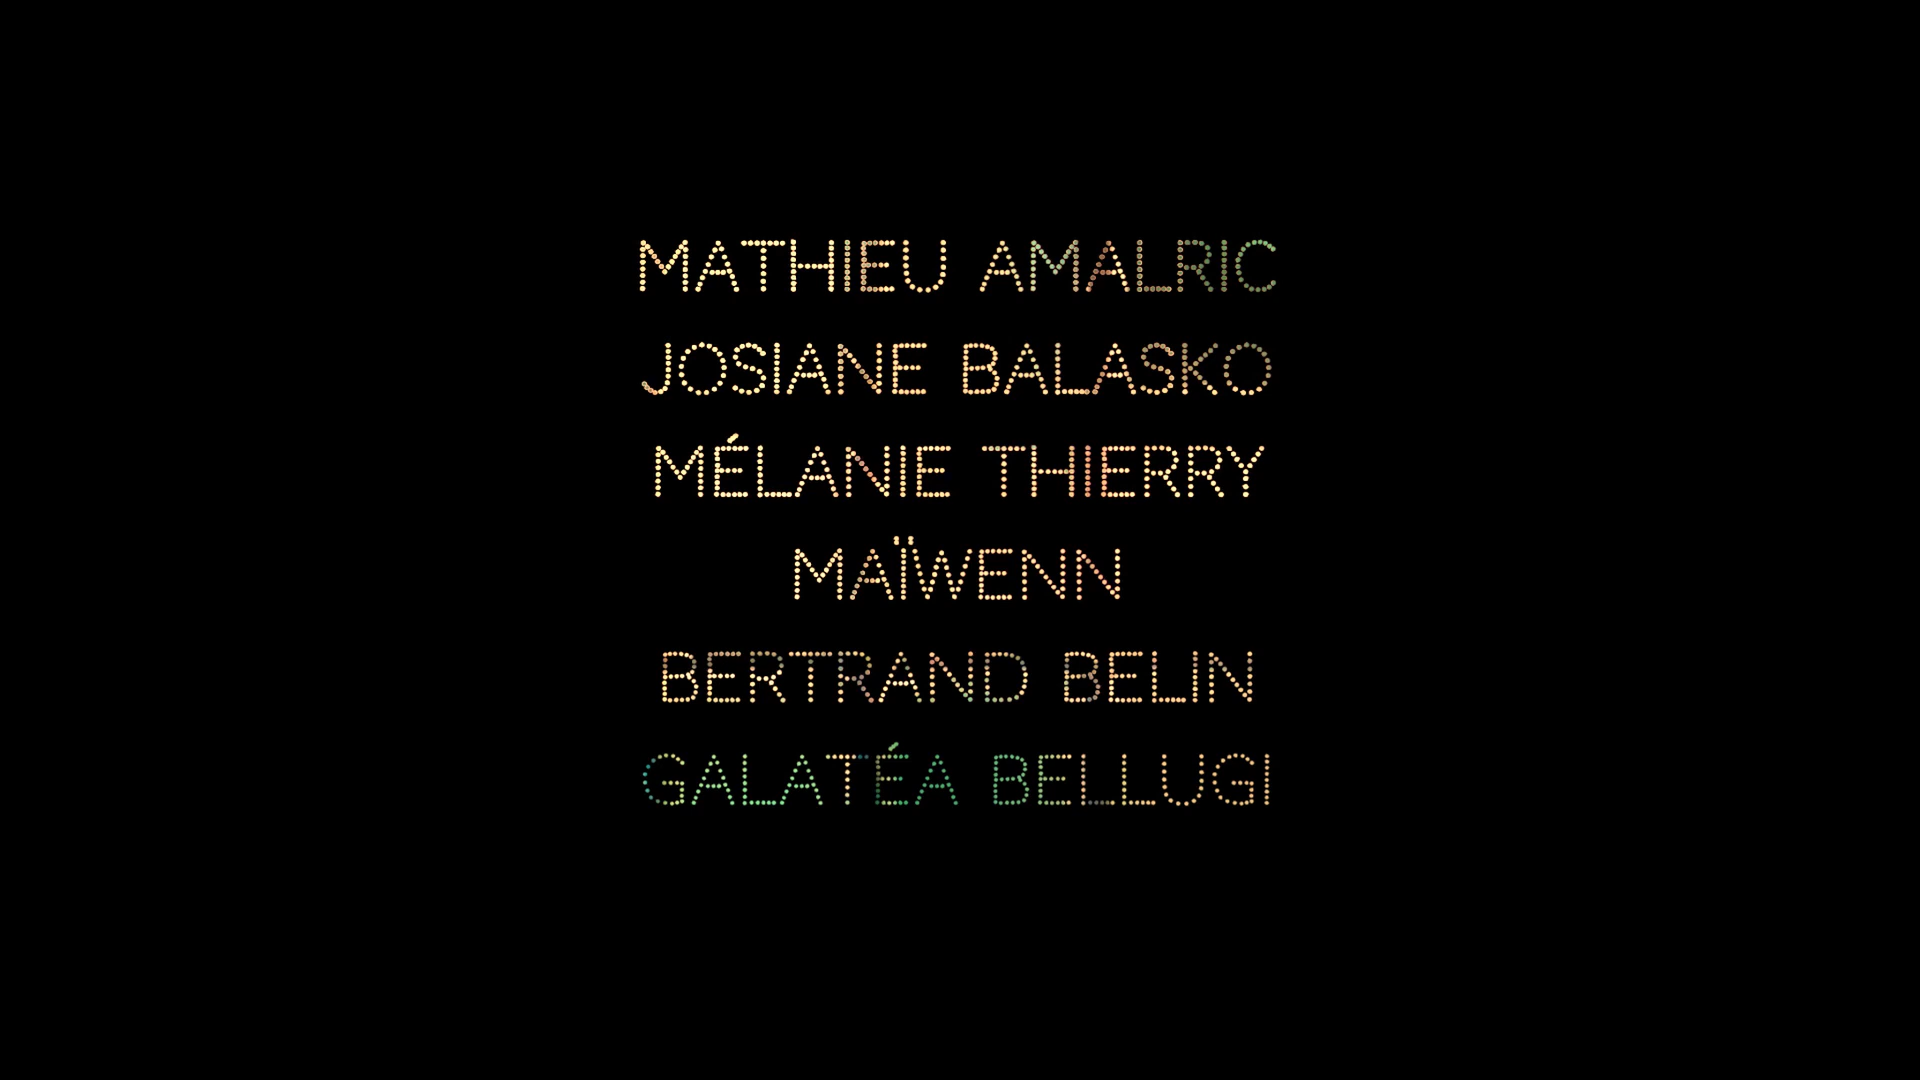 MATHIEU AMALRIC
JOSIANE BALASKO
MÉLANIE THIERRY
MAÏWENN
BERTRAND BELIN
GALATÉA BELLUGI